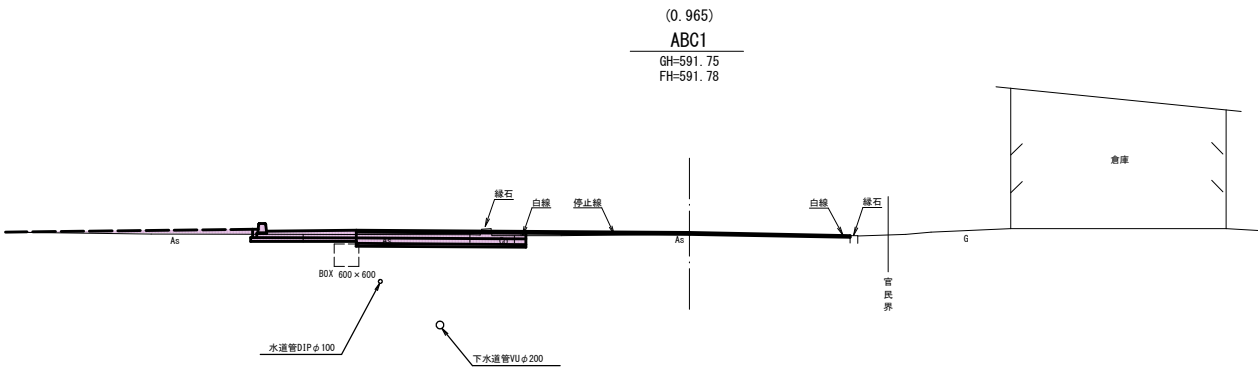 (0.965)
ABC1
GH=591.75
FH=591.78
倉庫
縁石
白線
停止線
白線
縁石
As
As
As
G
BOX 600×600
官民界
水道管DIPφ100
下水道管VUφ200